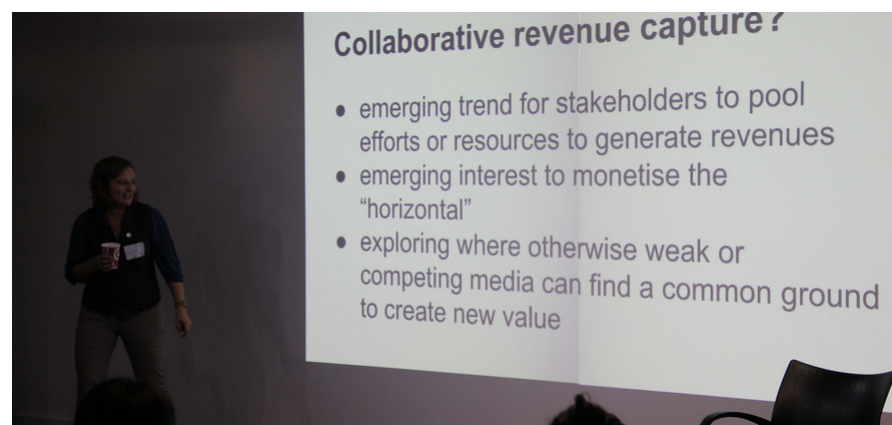 Collaborative revenue capture?
• emerging trend for stakeholders to pool
efforts or resources to generate revenues
• emerging interest to monetise the
“horizontal”
• exploring where otherwise weak or
competing media can find a common ground
to create new value